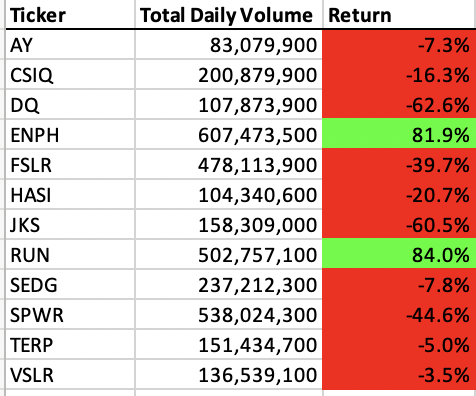 Ticker Total Daily Volume Return
AY 83,079,900 -7.3%
CSIQ 200,879,900 -16.3%
DQ 107,873,900 -62.6%
ENPH 607,473,500 81.9%
FSLR 478,113,900 -39.7%
HASI 104,340,600 -20.7%
JKS 158,309,000 -60.5%
RUN 502,757,100 84.0%
SEDG 237,212,300 -7.8%
SPWR 538,024,300 -44.6%
TERP 151,434,700 -5.0%
VSLR 136,539,100 -3.5%